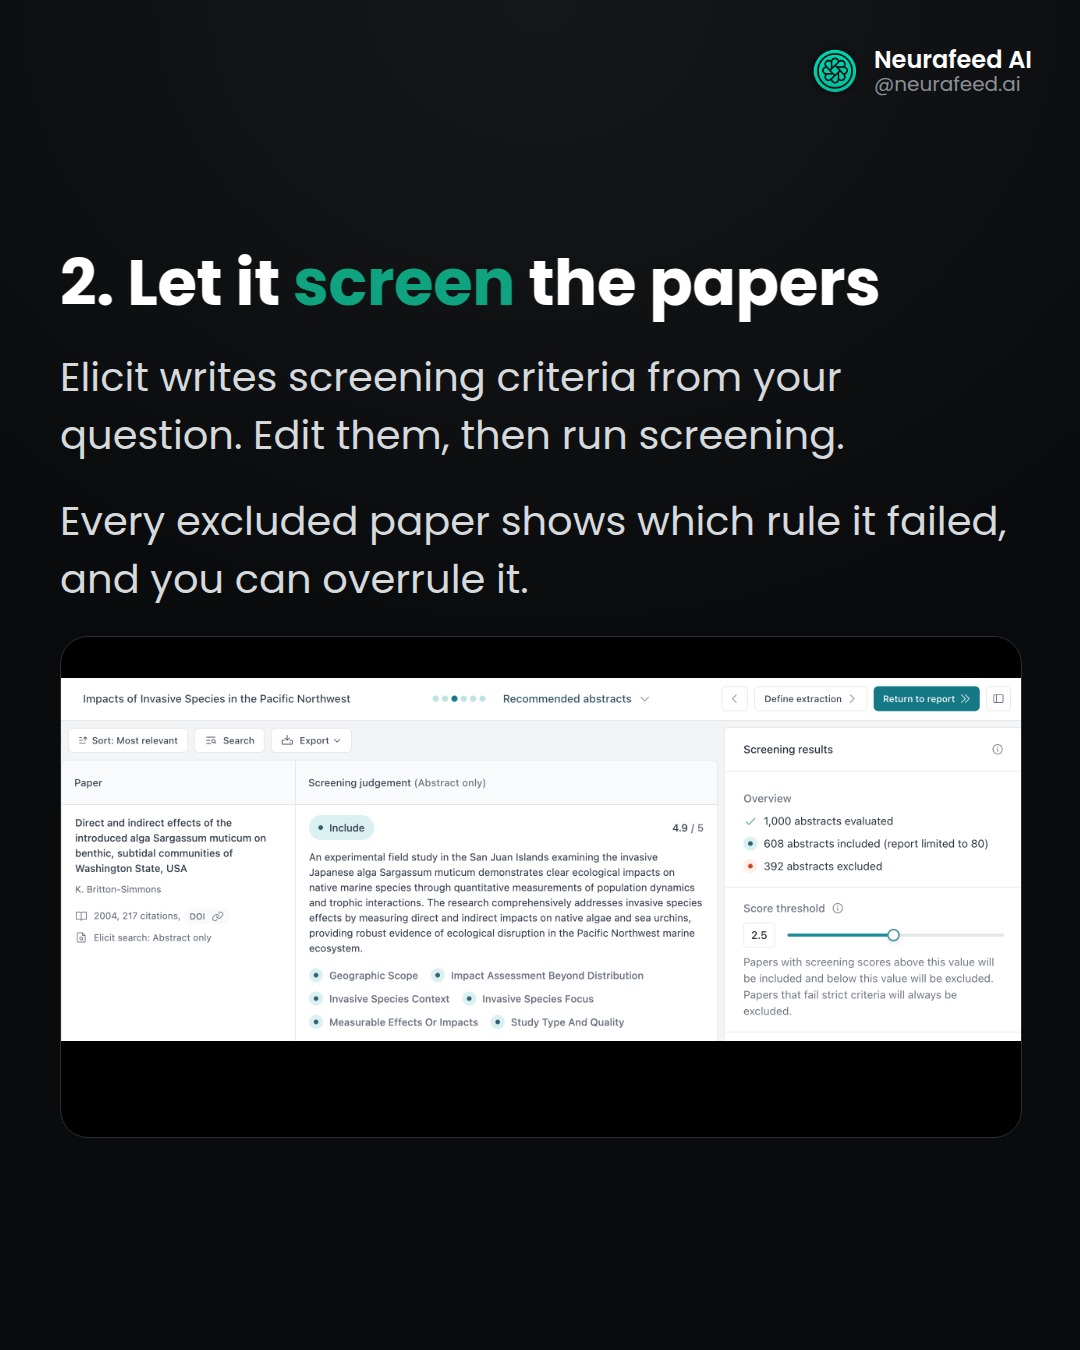 Neurafeed AI
@neurafeed.ai
2. Let it screen the papers
Elicit writes screening criteria from your
question. Edit them, then run screening.
Every excluded paper shows which rule it failed,
and you can overrule it.
Impacts of Invasive Species in the Pacific Northwest
Recommended abstracts
Define extraction
Return to report
Sort: Most relevant
Search
Export
Paper
Screening judgement (Abstract only)
Direct and indirect effects of the
introduced alga Sargassum muticum on
benthic, subtidal communities of
Washington State, USA
K. Britton-Simmons
2004, 217 citations, DOI
Elicit search: Abstract only
Include
4.9 / 5
An experimental field study in the San Juan Islands examining the invasive
Japanese alga Sargassum muticum demonstrates clear ecological impacts on
native marine species through quantitative measurements of population dynamics
and trophic interactions. The research comprehensively addresses invasive species
effects by measuring direct and indirect impacts on native algae and sea urchins,
providing robust evidence of ecological disruption in the Pacific Northwest marine
ecosystem.
Geographic Scope
Impact Assessment Beyond Distribution
Invasive Species Context
Invasive Species Focus
Measurable Effects Or Impacts
Study Type And Quality
Screening results
Overview
1,000 abstracts evaluated
608 abstracts included (report limited to 80)
392 abstracts excluded
Score threshold
2.5
Papers with screening scores above this value will
be included and below this value will be excluded.
Papers that fail strict criteria will always be
excluded.